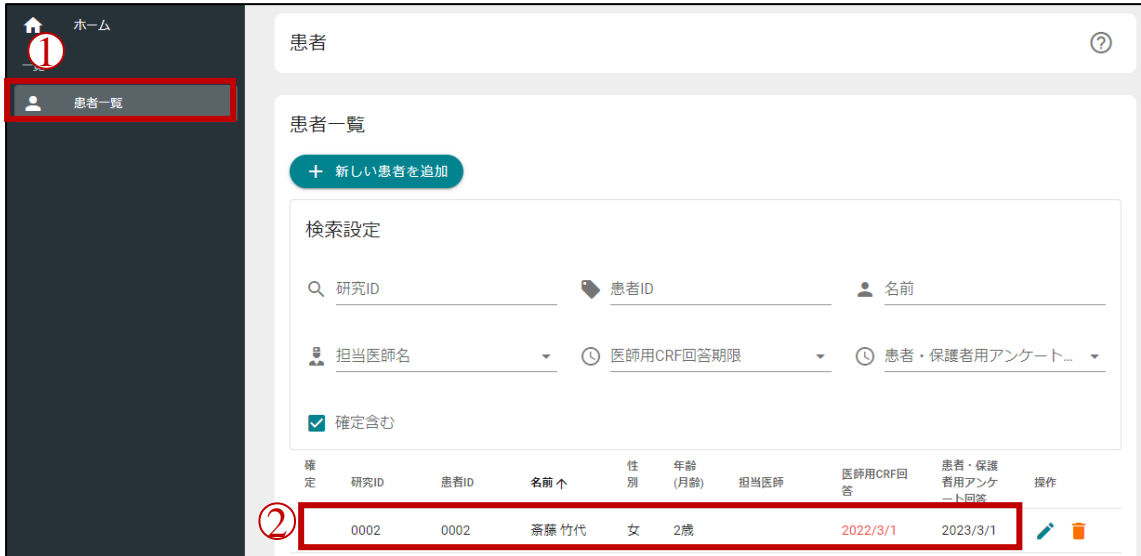 ホーム
①
一覧
患者一覧
患者
患者一覧
+ 新しい患者を追加
検索設定
研究ID
患者ID
名前
担当医師名
医師用CRF回答期限
患者・保護者用アンケート...
確定含む
確定
研究ID
患者ID
名前↑
性別
年齢
(月齢)
担当医師
医師用CRF回
答
患者・保護
者用アンケ
ート回答
操作
②
0002 0002 斎藤 竹代 女 2歳 2022/3/1 2023/3/1